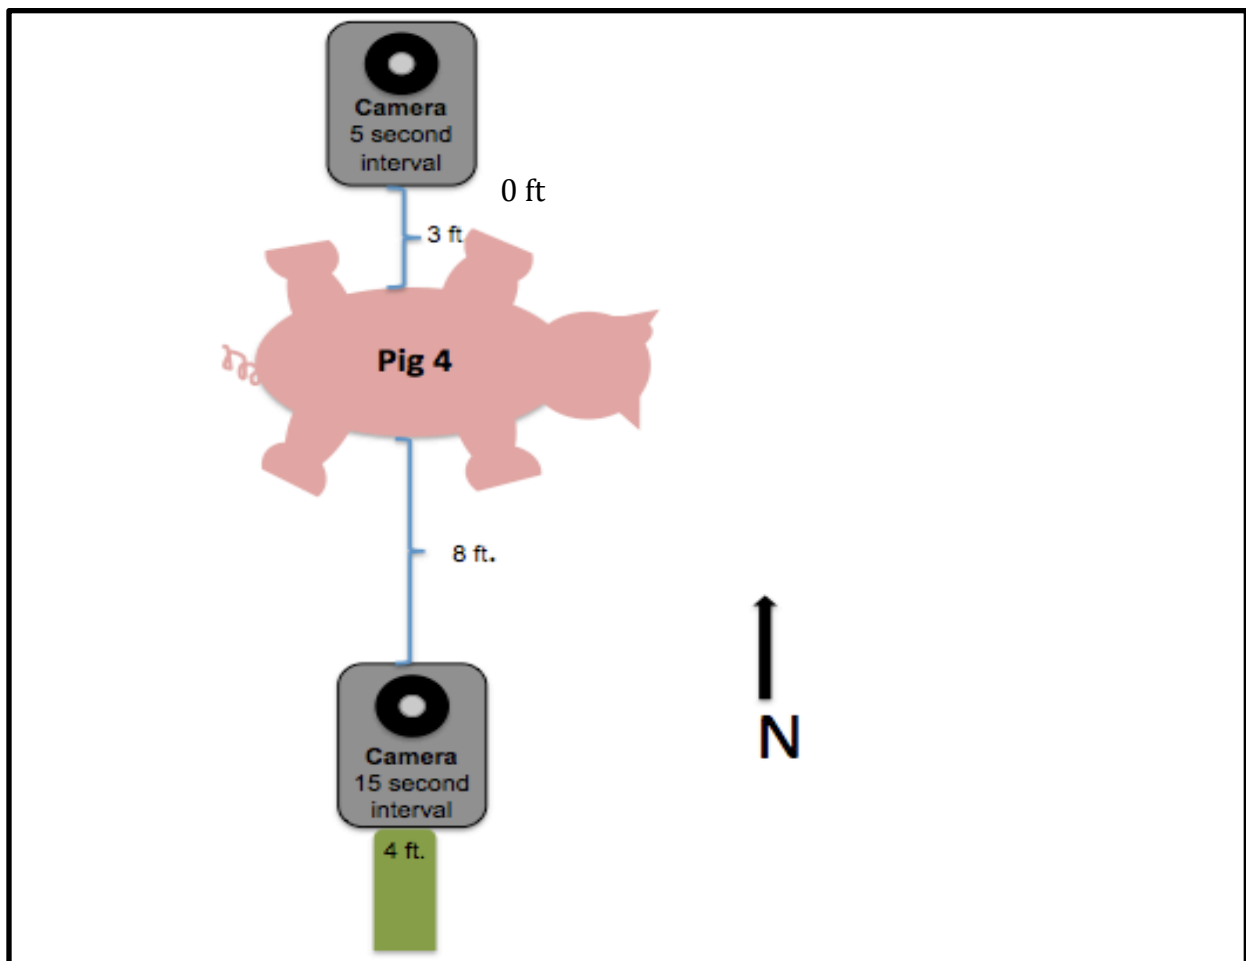 Camera
5 second
interval
0 ft
3 ft
Pig 4
8 ft.
N
Camera
15 second
interval
4 ft.